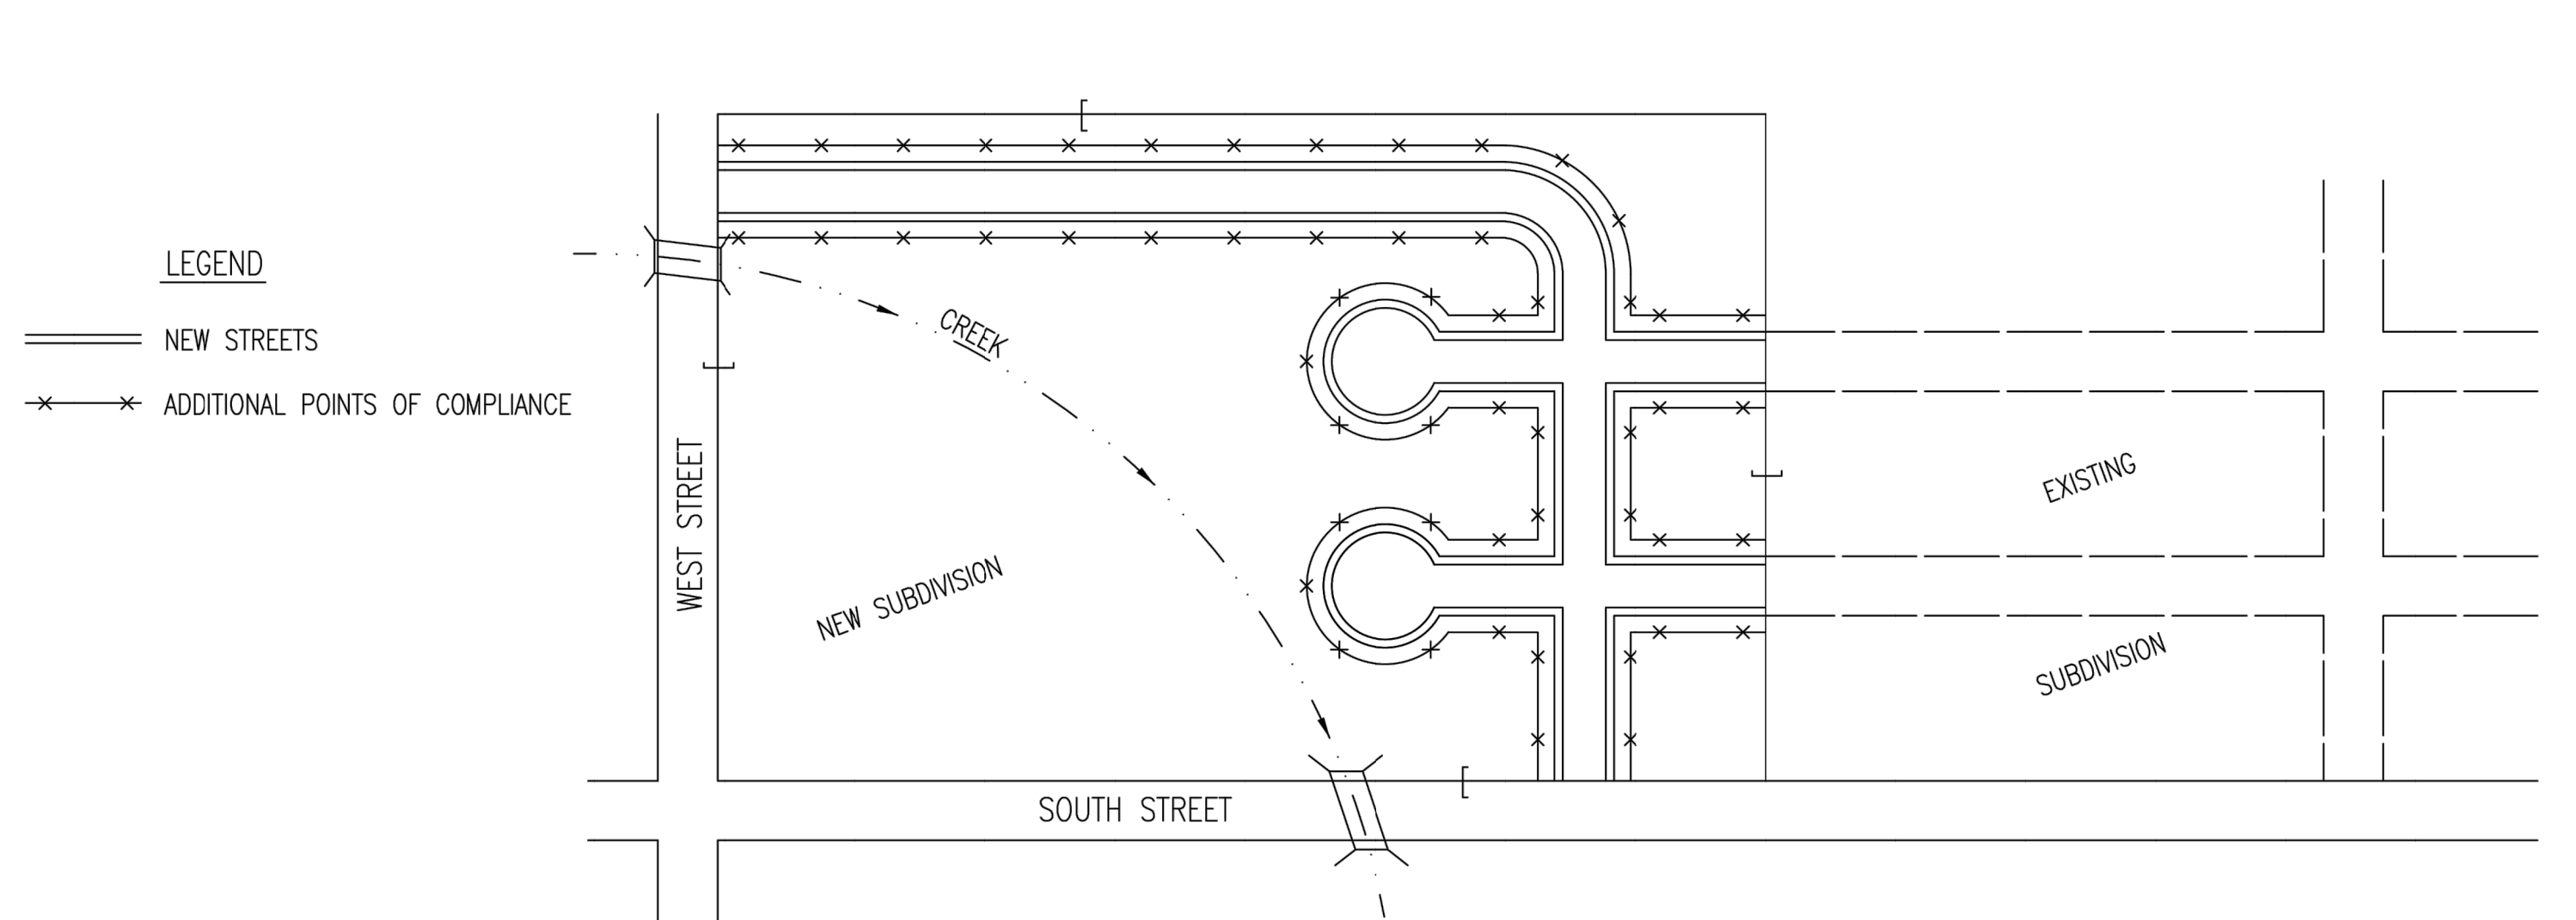 LEGEND
NEW STREETS
ADDITIONAL POINTS OF COMPLIANCE
WEST STREET
CREEK
NEW SUBDIVISION
SOUTH STREET
EXISTING
SUBDIVISION